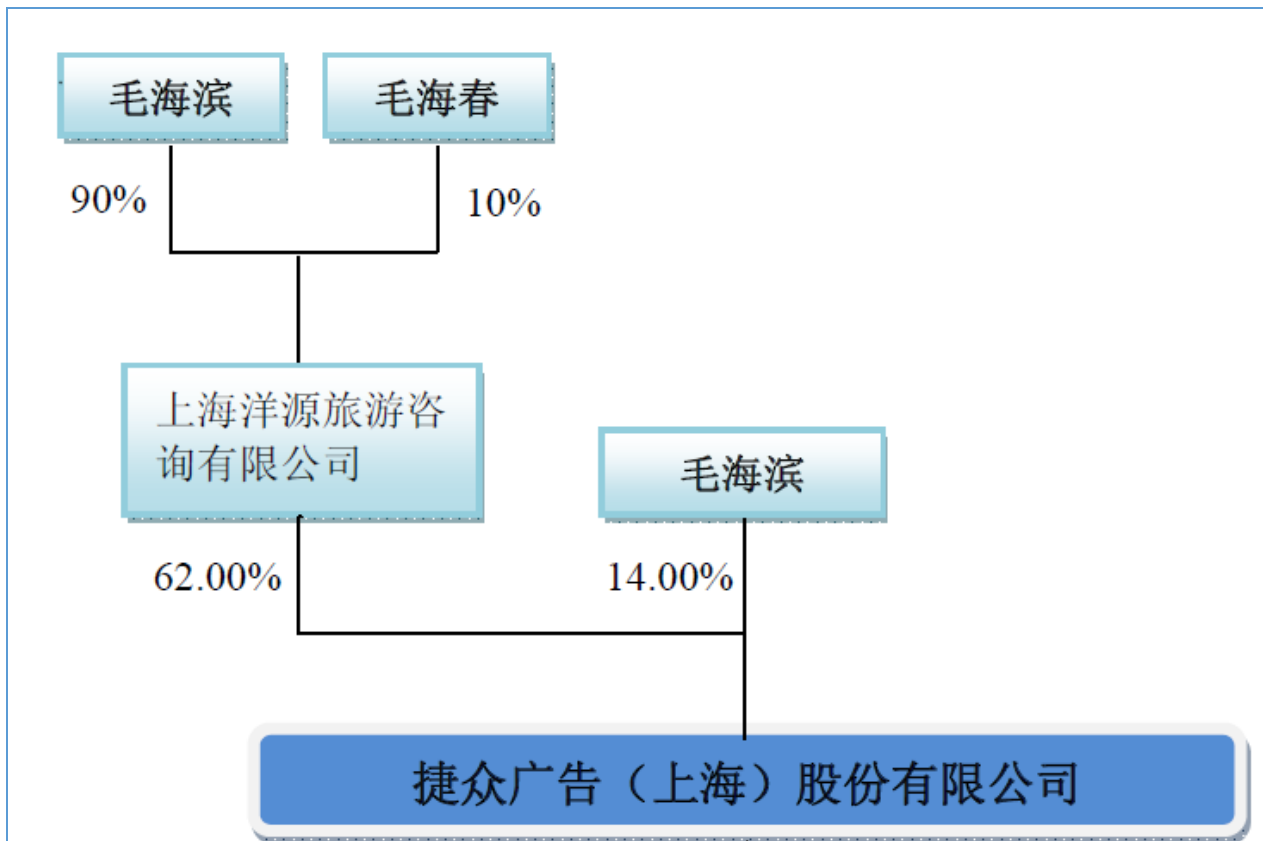 毛海滨
毛海春
90%
10%
上海洋源旅游咨
询有限公司
毛海滨
62.00%
14.00%
捷众广告（上海）股份有限公司